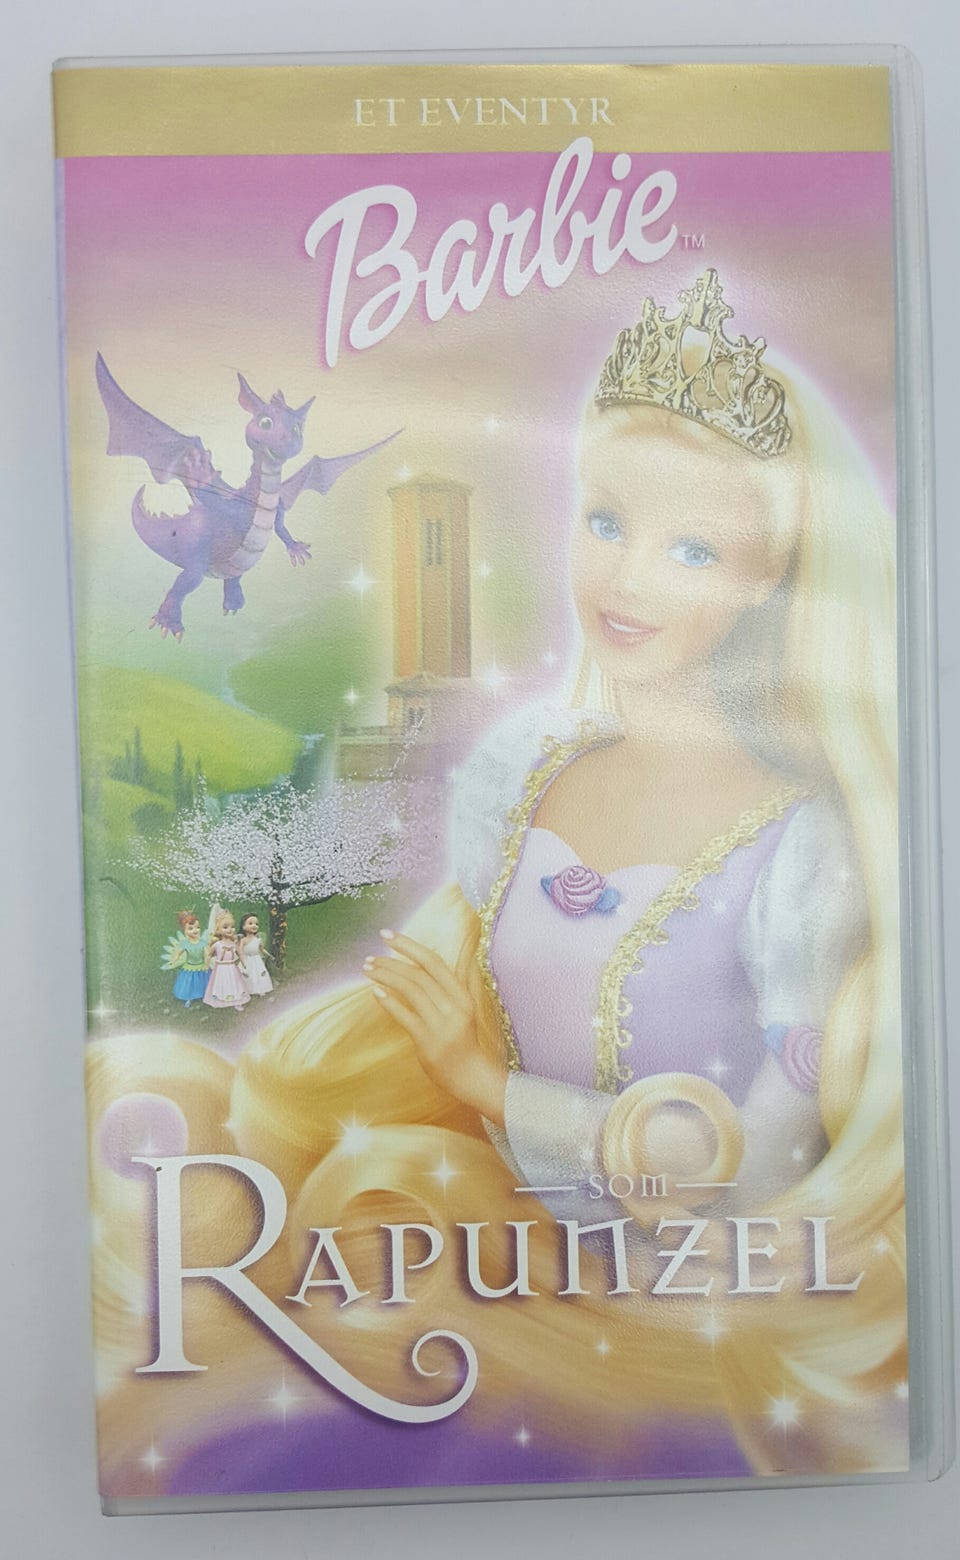 ET EVENTYR
Barbie™
SOM
RAPUNZEL